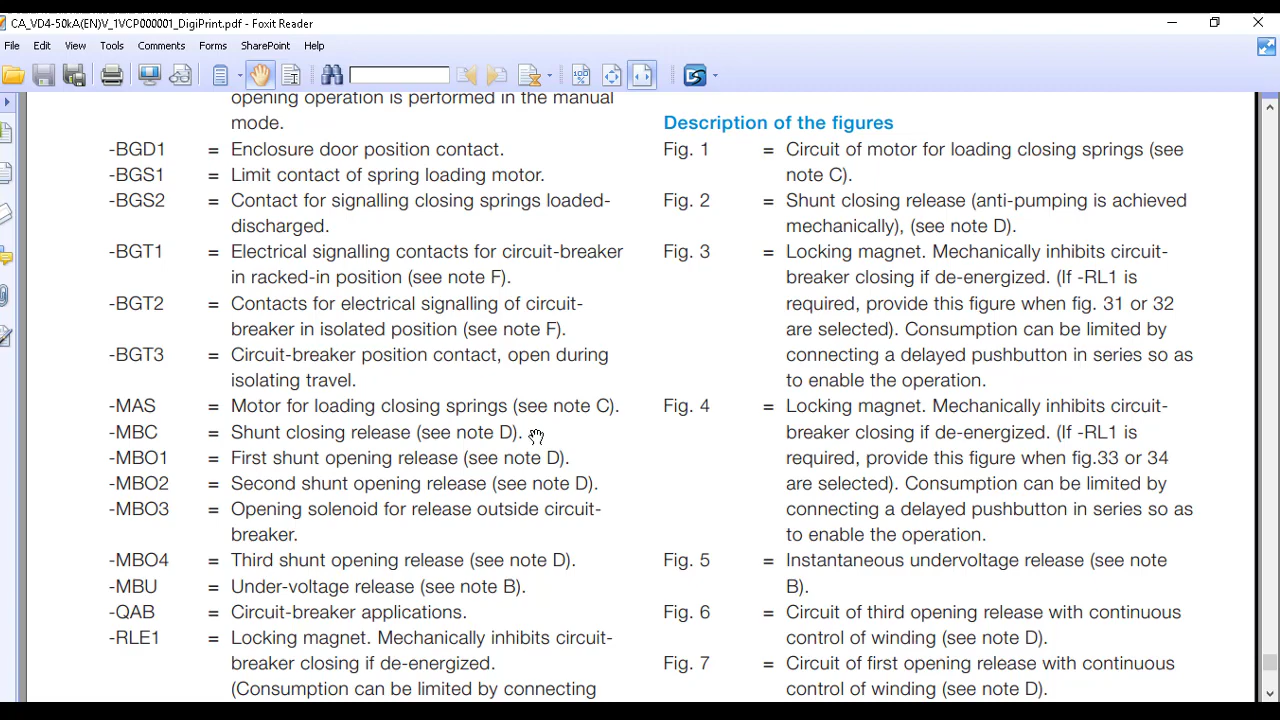 CA_VD4-50kA(EN)V_1VCP000001_DigiPrint.pdf - Foxit Reader
File Edit View Tools Comments Forms SharePoint Help
opening operation is performed in the manual
mode.
-BGD1 = Enclosure door position contact.
-BGS1 = Limit contact of spring loading motor.
-BGS2 = Contact for signalling closing springs loaded-
discharged.
-BGT1 = Electrical signalling contacts for circuit-breaker
in racked-in position (see note F).
-BGT2 = Contacts for electrical signalling of circuit-
breaker in isolated position (see note F).
-BGT3 = Circuit-breaker position contact, open during
isolating travel.
-MAS = Motor for loading closing springs (see note C).
-MBC = Shunt closing release (see note D).
-MBO1 = First shunt opening release (see note D).
-MBO2 = Second shunt opening release (see note D).
-MBO3 = Opening solenoid for release outside circuit-
breaker.
-MBO4 = Third shunt opening release (see note D).
-MBU = Under-voltage release (see note B).
-QAB = Circuit-breaker applications.
-RLE1 = Locking magnet. Mechanically inhibits circuit-
breaker closing if de-energized.
(Consumption can be limited by connecting
Description of the figures
Fig. 1 = Circuit of motor for loading closing springs (see
note C).
Fig. 2 = Shunt closing release (anti-pumping is achieved
mechanically), (see note D).
Fig. 3 = Locking magnet. Mechanically inhibits circuit-
breaker closing if de-energized. (If -RL1 is
required, provide this figure when fig. 31 or 32
are selected). Consumption can be limited by
connecting a delayed pushbutton in series so as
to enable the operation.
Fig. 4 = Locking magnet. Mechanically inhibits circuit-
breaker closing if de-energized. (If -RL1 is
required, provide this figure when fig.33 or 34
are selected). Consumption can be limited by
connecting a delayed pushbutton in series so as
to enable the operation.
Fig. 5 = Instantaneous undervoltage release (see note
B).
Fig. 6 = Circuit of third opening release with continuous
control of winding (see note D).
Fig. 7 = Circuit of first opening release with continuous
control of winding (see note D).